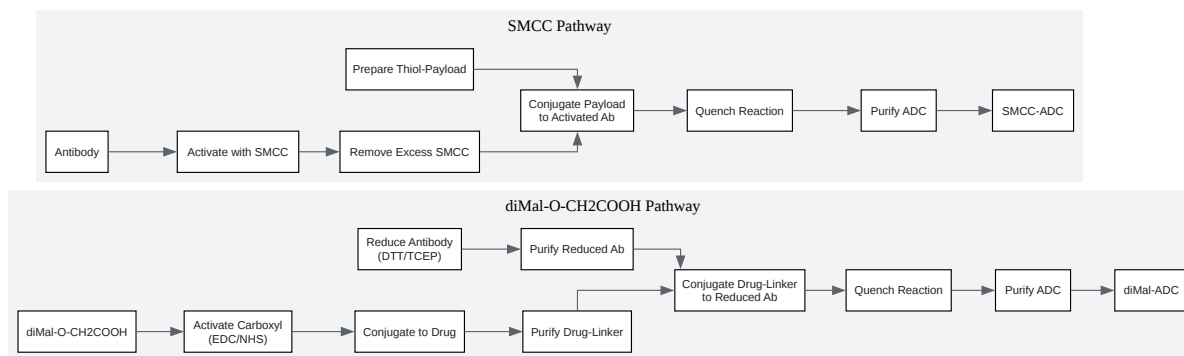 SMCC Pathway
Prepare Thiol-Payload
Conjugate Payload
to Activated Ab
Quench Reaction
Purify ADC
SMCC-ADC
Antibody
Activate with SMCC
Remove Excess SMCC
diMal-O-CH2COOH Pathway
Reduce Antibody
(DTT/TCEP)
Purify Reduced Ab
Conjugate Drug-Linker
to Reduced Ab
Quench Reaction
Purify ADC
diMal-ADC
diMal-O-CH2COOH
Activate Carboxyl
(EDC/NHS)
Conjugate to Drug
Purify Drug-Linker